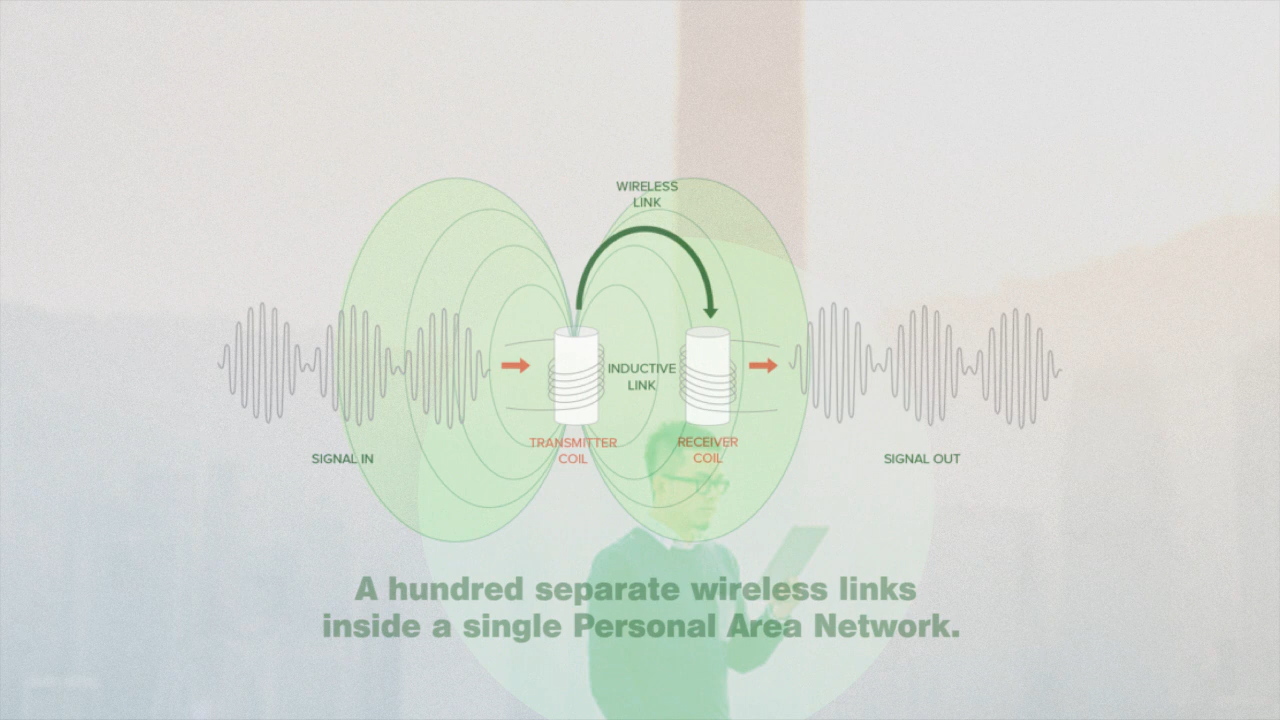 WIRELESS
LINK
INDUCTIVE
LINK
TRANSMITTER
COIL
RECEIVER
COIL
SIGNAL IN
SIGNAL OUT
A hundred separate wireless links
inside a single Personal Area Network.